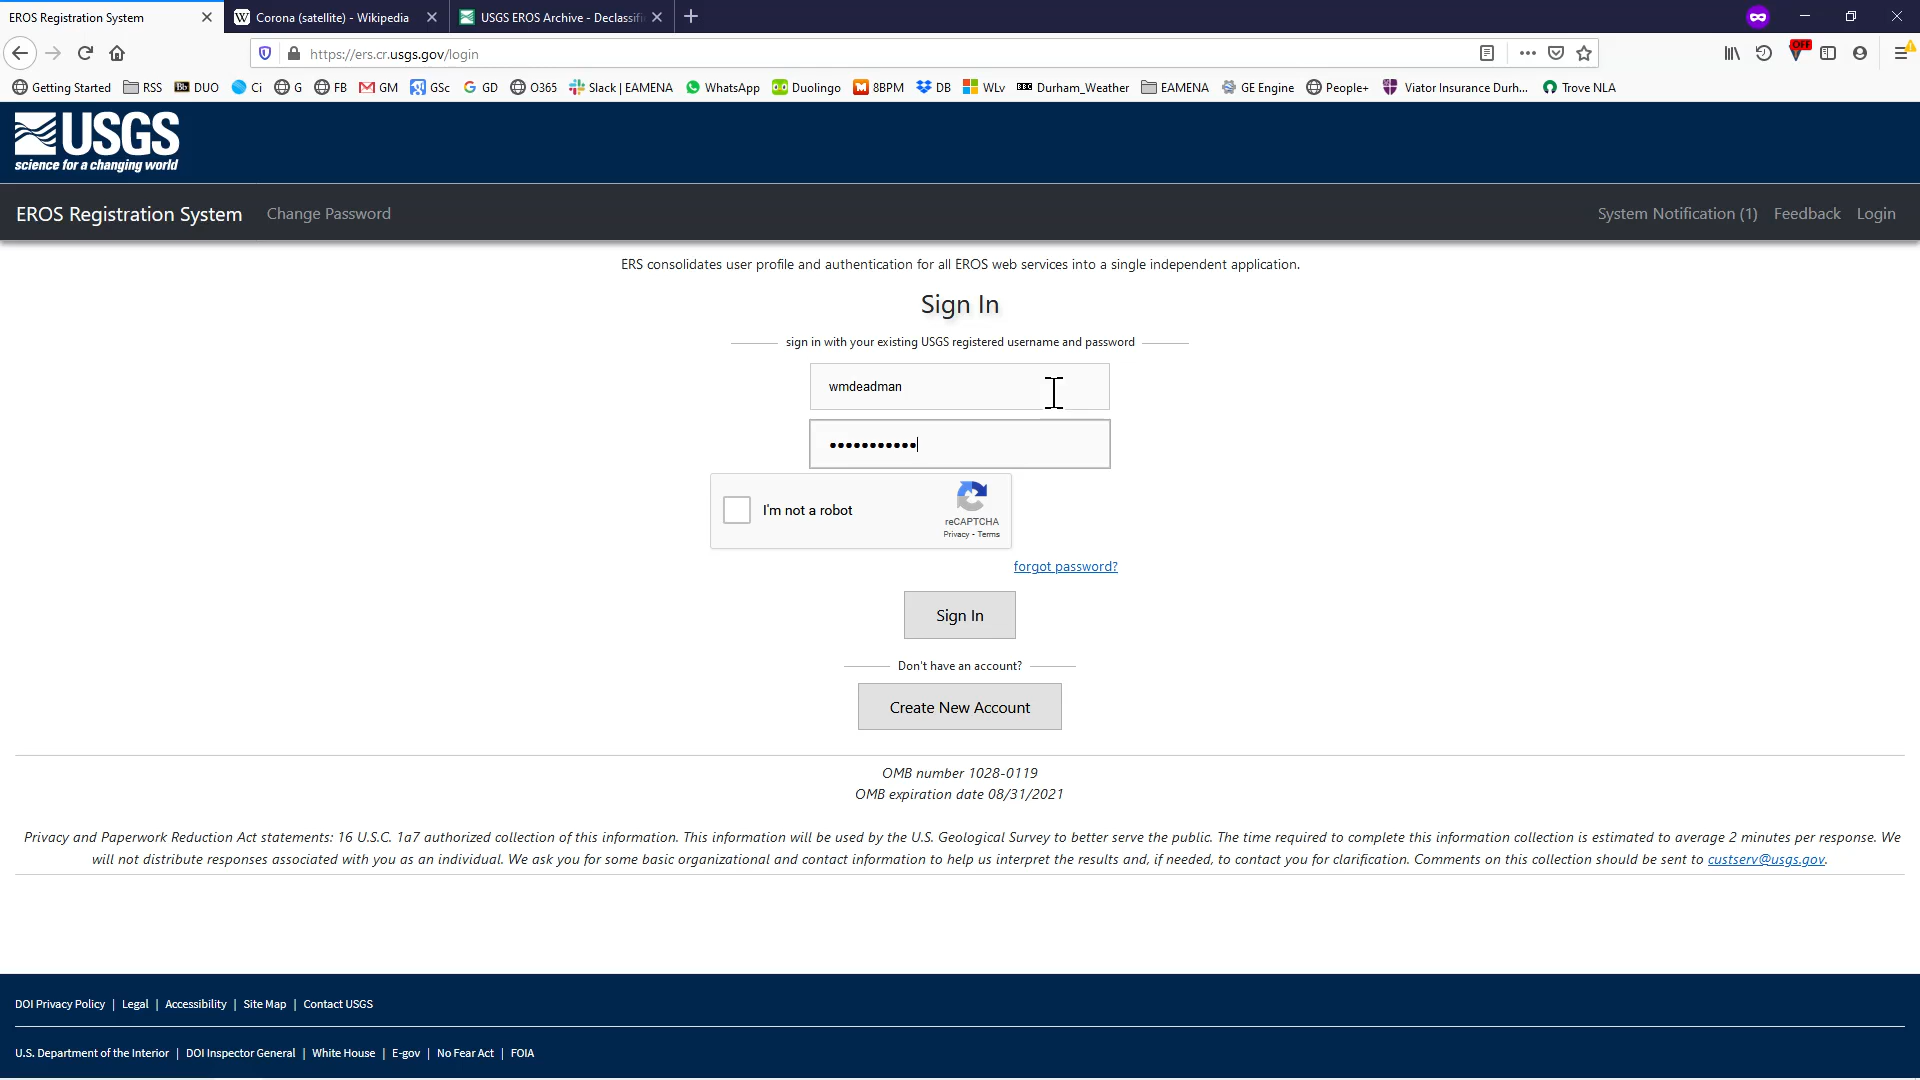 EROS Registration System
Corona (satellite) - Wikipedia
USGS EROS Archive - Declassifi
https://ers.cr.usgs.gov/login
OFF
Getting Started RSS DUO Ci G FB GM GSc GD O365 Slack | EAMENA WhatsApp Duolingo 8BPM DB WLv BBC Durham_Weather EAMENA GE Engine People+ Viator Insurance Durh... Trove NLA
USGS
science for a changing world
EROS Registration System Change Password System Notification (1) Feedback Login
ERS consolidates user profile and authentication for all EROS web services into a single independent application.
Sign In
sign in with your existing USGS registered username and password
wmdeadman
•••••••••••
I'm not a robot
reCAPTCHA
Privacy - Terms
forgot password?
Sign In
Don't have an account?
Create New Account
OMB number 1028-0119
OMB expiration date 08/31/2021
Privacy and Paperwork Reduction Act statements: 16 U.S.C. 1a7 authorized collection of this information. This information will be used by the U.S. Geological Survey to better serve the public. The time required to complete this information collection is estimated to average 2 minutes per response. We
will not distribute responses associated with you as an individual. We ask you for some basic organizational and contact information to help us interpret the results and, if needed, to contact you for clarification. Comments on this collection should be sent to custserv@usgs.gov.
DOI Privacy Policy | Legal | Accessibility | Site Map | Contact USGS
U.S. Department of the Interior | DOI Inspector General | White House | E-gov | No Fear Act | FOIA